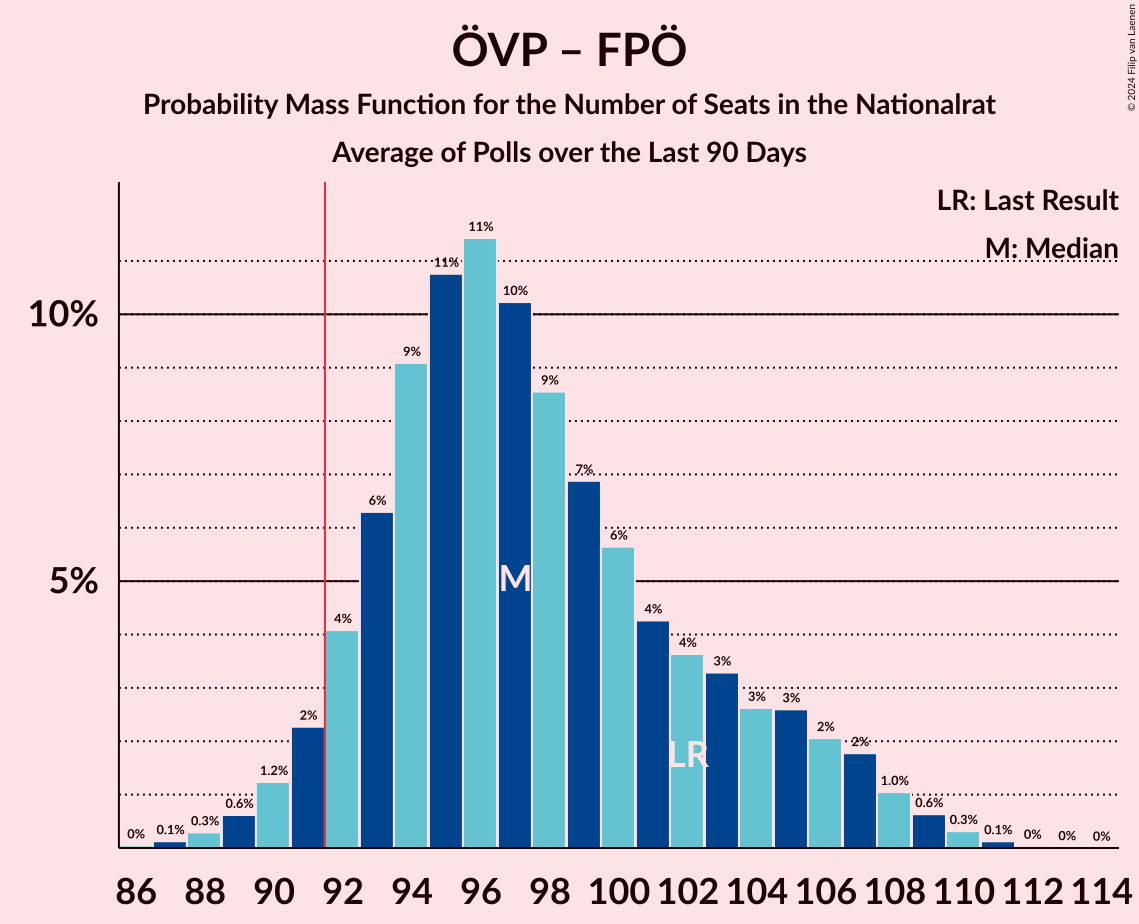 ÖVP – FPÖ
Probability Mass Function for the Number of Seats in the Nationalrat
Average of Polls over the Last 90 Days
© 2024 Filip van Laenen
LR: Last Result
M: Median
10%
5%
0% 0.1% 0.3% 0.6% 1.2% 2% 4% 6% 9% 11% 11% 10% 9% 7% 6% 4% 4% 3% 3% 3% 2% 2% 1.0% 0.6% 0.3% 0.1% 0% 0% 0%
M
LR
86 88 90 92 94 96 98 100 102 104 106 108 110 112 114